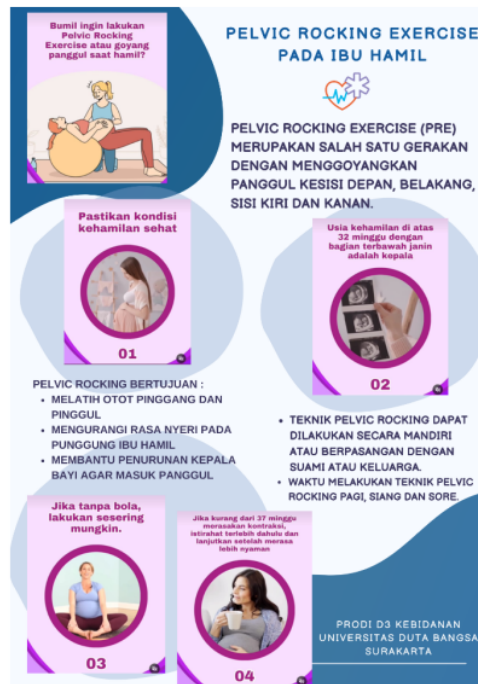 Bumil ingin lakukan
Pelvic Rocking
Exercise atau goyang
panggul saat hamil?
PELVIC ROCKING EXERCISE
PADA IBU HAMIL
PELVIC ROCKING EXERCISE (PRE)
MERUPAKAN SALAH SATU GERAKAN
DENGAN MENGGOYANGKAN
PANGGUL KESISI DEPAN, BELAKANG,
SISI KIRI DAN KANAN.
Pastikan kondisi
kehamilan sehat
01
Usia kehamilan di atas
32 minggu dengan
bagian terbawah janin
adalah kepala
02
PELVIC ROCKING BERTUJUAN :
• MELATIH OTOT PINGGANG DAN
PINGGUL
• MENGURANGI RASA NYERI PADA
PUNGGUNG IBU HAMIL
• MEMBANTU PENURUNAN KEPALA
BAYI AGAR MASUK PANGGUL
• TEKNIK PELVIC ROCKING DAPAT
DILAKUKAN SECARA MANDIRI
ATAU BERPASANGAN DENGAN
SUAMI ATAU KELUARGA.
• WAKTU MELAKUKAN TEKNIK PELVIC
ROCKING PAGI, SIANG DAN SORE.
Jika tanpa bola,
lakukan sesering
mungkin.
03
Jika kurang dari 37 minggu
merasakan kontraksi,
istirahat terlebih dahulu dan
lanjutkan setelah merasa
lebih nyaman
04
PRODI D3 KEBIDANAN
UNIVERSITAS DUTA BANGSA
SURAKARTA